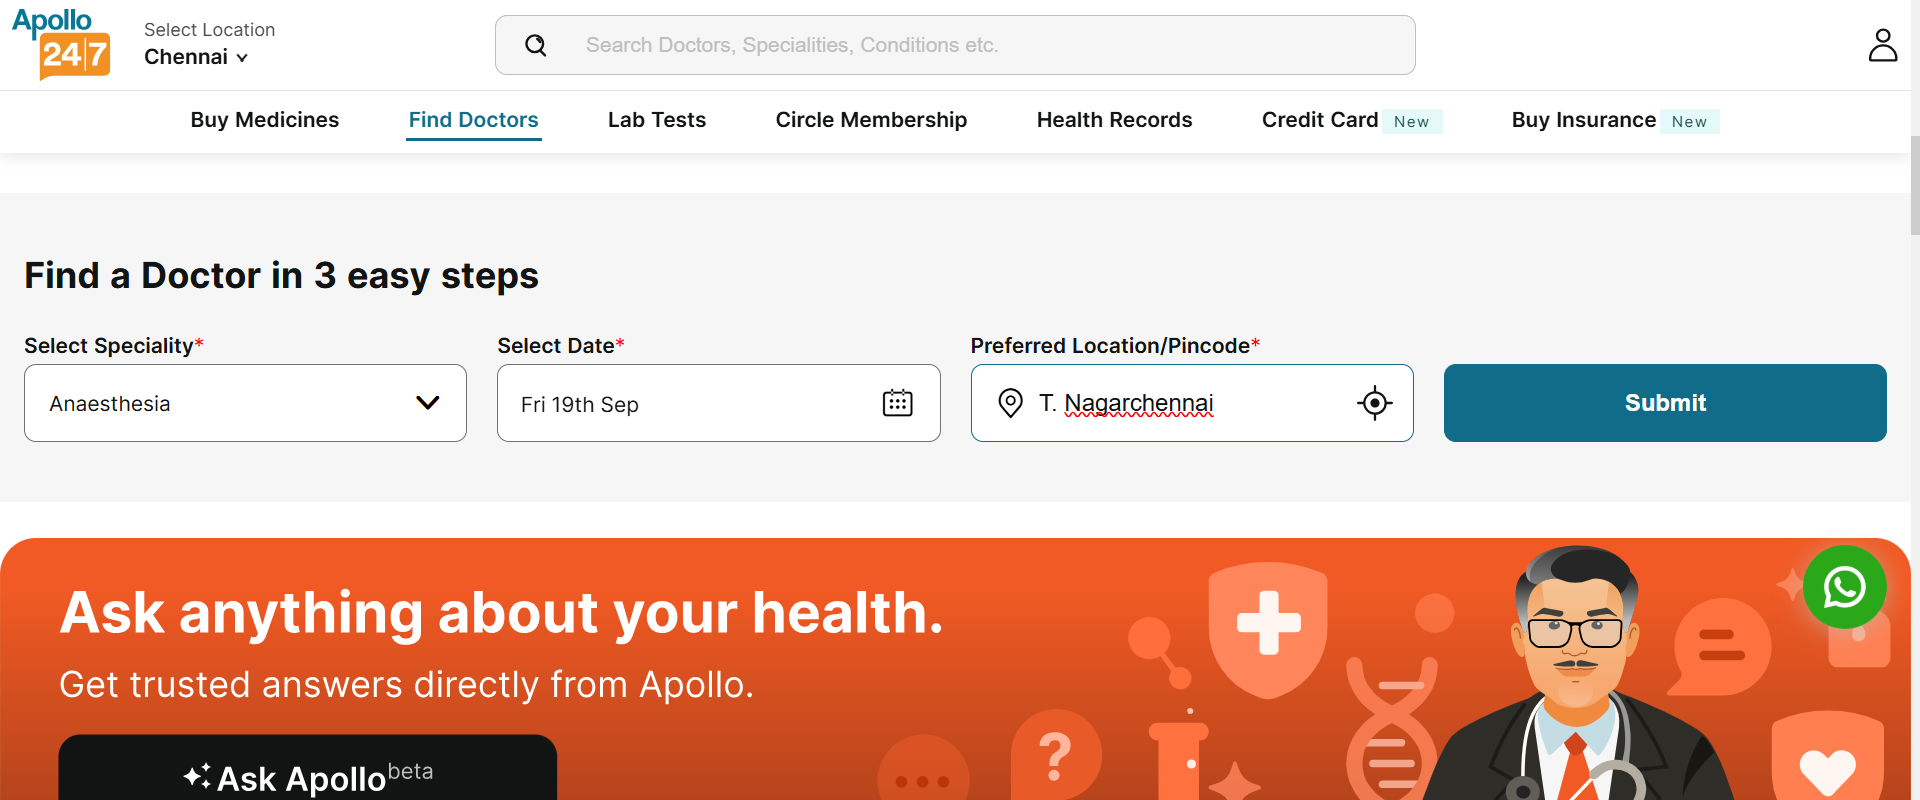 Apollo
24|7
Select Location
Chennai
Search Doctors, Specialities, Conditions etc.
Buy Medicines
Find Doctors
Lab Tests
Circle Membership
Health Records
Credit Card New
Buy Insurance New
Find a Doctor in 3 easy steps
Select Speciality*
Anaesthesia
Select Date*
Fri 19th Sep
Preferred Location/Pincode*
T. Nagarchennai
Submit
Ask anything about your health.
Get trusted answers directly from Apollo.
?
Ask Apollo beta